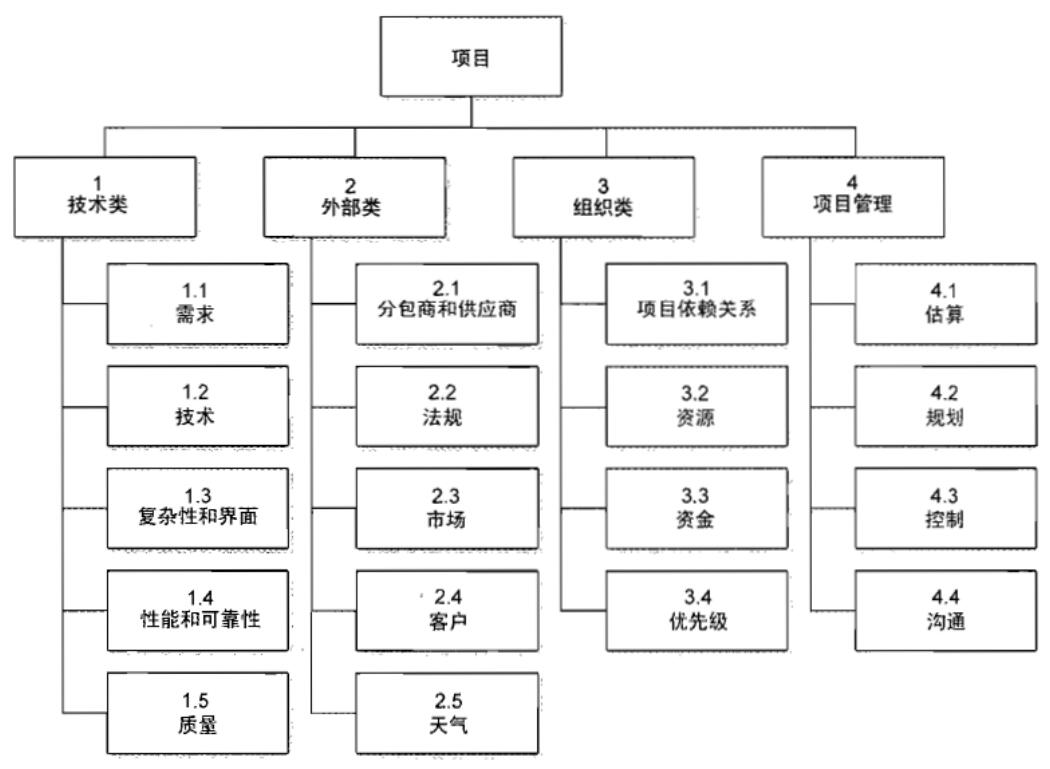 项目
1
技术类
2
外部类
3
组织类
4
项目管理
1.1
需求
2.1
分包商和供应商
3.1
项目依赖关系
4.1
估算
1.2
技术
2.2
法规
3.2
资源
4.2
规划
1.3
复杂性和界面
2.3
市场
3.3
资金
4.3
控制
1.4
性能和可靠性
2.4
客户
3.4
优先级
4.4
沟通
1.5
质量
2.5
天气